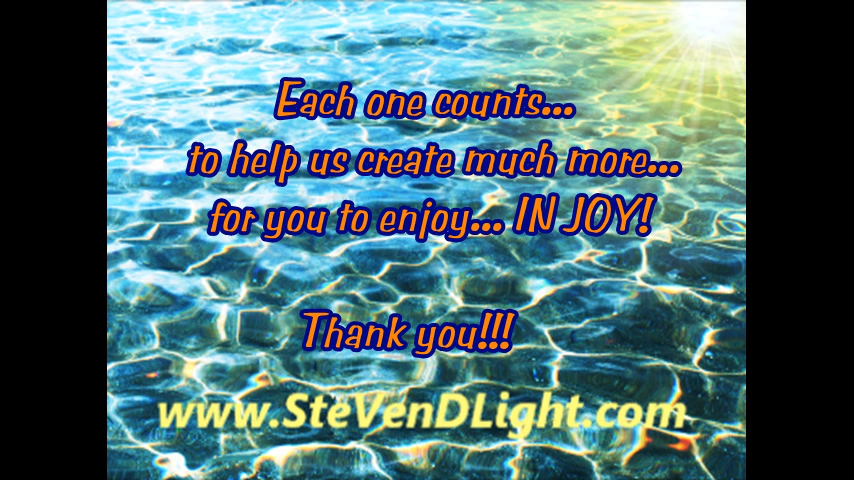 Each one counts...
to help us create much more...
for you to enjoy... IN JOY!
Thank you!!!
www.SteVenDLight.com